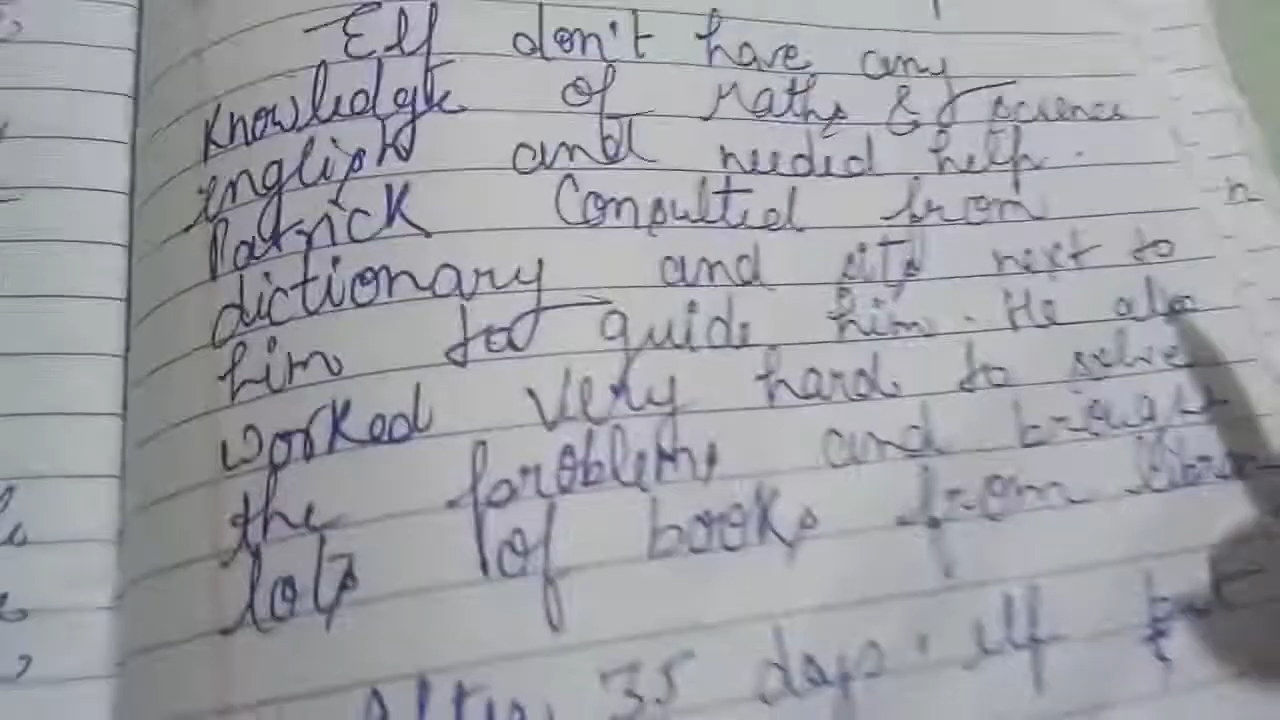 Elf don't have any
knowledge of Maths & science
english and needed help.
Patrick Consulted from
dictionary and sits next to
him to guide him. He also
worked very hard to solve
the problems and brought
lots of books from
After 35 days. elf